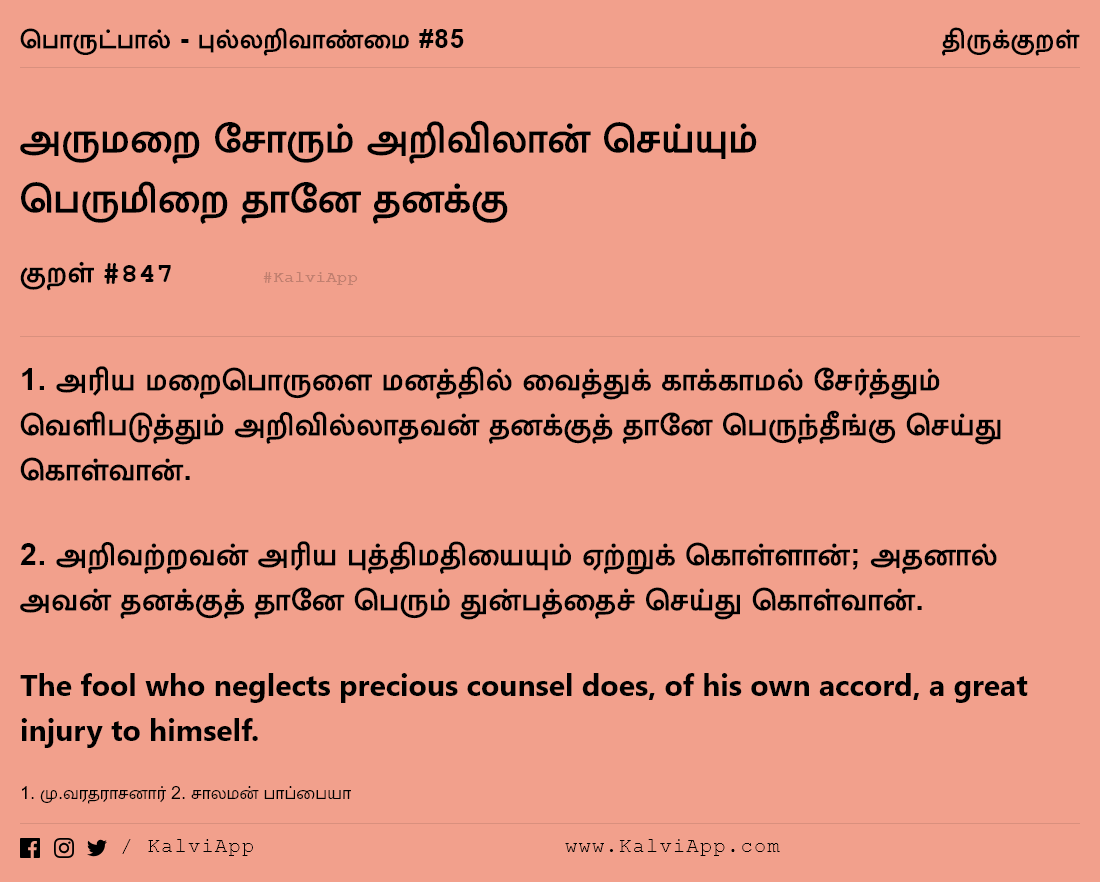 பொருட்பால் - புல்லறிவாண்மை #85
திருக்குறள்
அருமறை சோரும் அறிவிலான் செய்யும்
பெருமிறை தானே தனக்கு
குறள் #847
#KalviApp
1. அரிய மறைபொருளை மனத்தில் வைத்துக் காக்காமல் சேர்த்தும்
வெளிபடுத்தும் அறிவில்லாதவன் தனக்குத் தானே பெருந்தீங்கு செய்து
கொள்வான்.
2. அறிவற்றவன் அரிய புத்திமதியையும் ஏற்றுக் கொள்ளான்; அதனால்
அவன் தனக்குத் தானே பெரும் துன்பத்தைச் செய்து கொள்வான்.
The fool who neglects precious counsel does, of his own accord, a great
injury to himself.
1. மு.வரதராசனார் 2. சாலமன் பாப்பையா
/ KalviApp
www.KalviApp.com